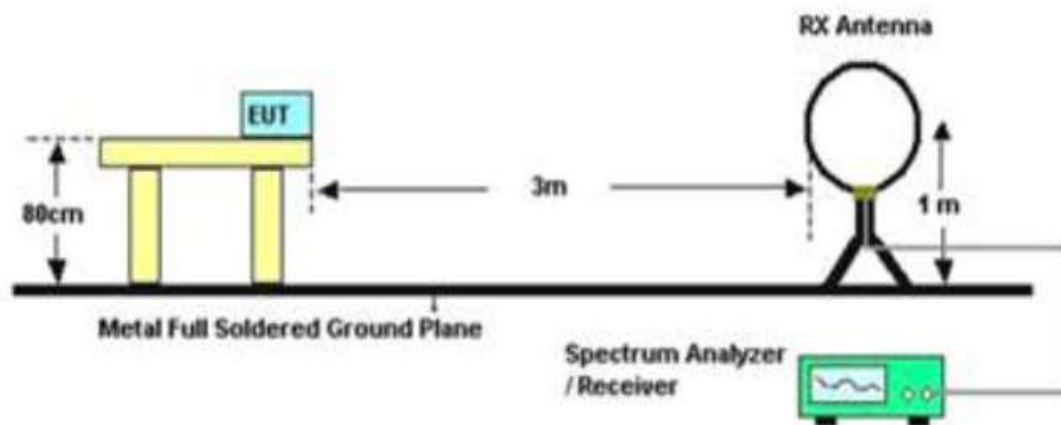 RX Antenna
EUT
80cm
3m
1 m
Metal Full Soldered Ground Plane
Spectrum Analyzer
/ Receiver